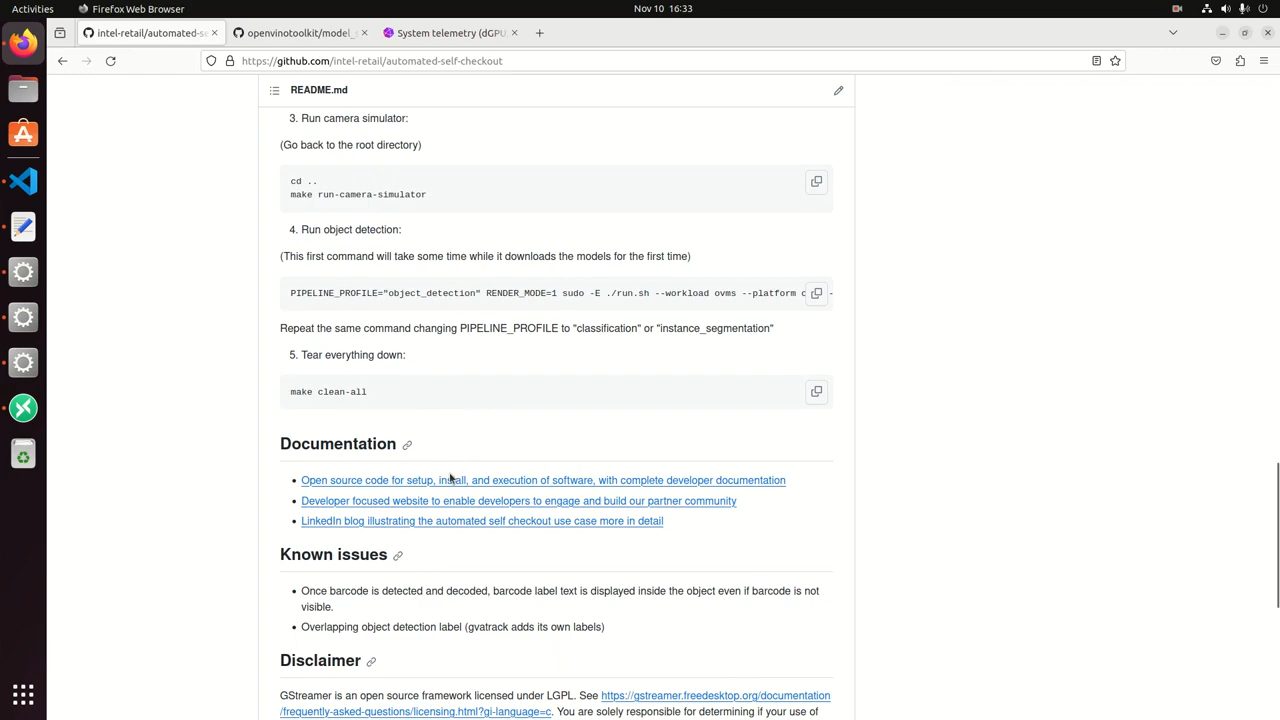 Activities
Firefox Web Browser
Nov 10 16:33
intel-retail/automated-se
openvinotoolkit/model_s
System telemetry (dGPU,
https://github.com/intel-retail/automated-self-checkout
README.md
3. Run camera simulator:
(Go back to the root directory)
cd ..
make run-camera-simulator
4. Run object detection:
(This first command will take some time while it downloads the models for the first time)
PIPELINE_PROFILE="object_detection" RENDER_MODE=1 sudo -E ./run.sh --workload ovms --platform
Repeat the same command changing PIPELINE_PROFILE to "classification" or "instance_segmentation"
5. Tear everything down:
make clean-all
Documentation
• Open source code for setup, install, and execution of software, with complete developer documentation
• Developer focused website to enable developers to engage and build our partner community
• LinkedIn blog illustrating the automated self checkout use case more in detail
Known issues
• Once barcode is detected and decoded, barcode label text is displayed inside the object even if barcode is not
visible.
• Overlapping object detection label (gvatrack adds its own labels)
Disclaimer
GStreamer is an open source framework licensed under LGPL. See https://gstreamer.freedesktop.org/documentation
/frequently-asked-questions/licensing.html?gi-language=c. You are solely responsible for determining if your use of